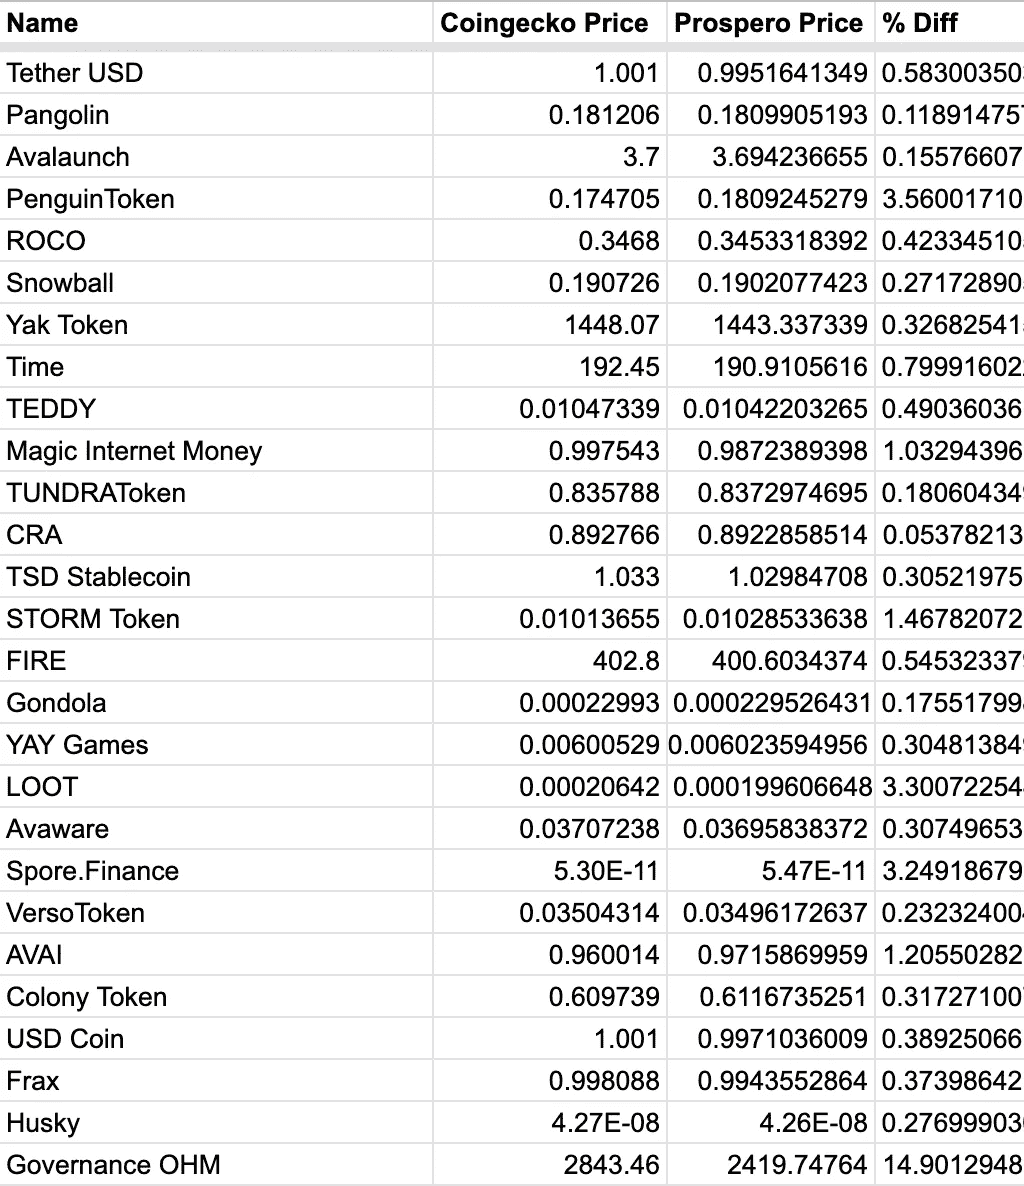 Name Coingecko Price Prospero Price % Diff
Tether USD 1.001 0.9951641349 0.583003503
Pangolin 0.181206 0.1809905193 0.118914757
Avalaunch 3.7 3.694236655 0.15576607
PenguinToken 0.174705 0.1809245279 3.56001710
ROCO 0.3468 0.3453318392 0.42334510
Snowball 0.190726 0.1902077423 0.27172890
Yak Token 1448.07 1443.337339 0.32682541
Time 192.45 190.9105616 0.79991602
TEDDY 0.01047339 0.01042203265 0.49036036
Magic Internet Money 0.997543 0.9872389398 1.03294396
TUNDRAToken 0.835788 0.8372974695 0.18060434
CRA 0.892766 0.8922858514 0.05378213
TSD Stablecoin 1.033 1.02984708 0.30521975
STORM Token 0.01013655 0.01028533638 1.46782072
FIRE 402.8 400.6034374 0.54532337
Gondola 0.00022993 0.000229526431 0.17551799
YAY Games 0.00600529 0.006023594956 0.30481384
LOOT 0.00020642 0.000199606648 3.30072254
Avaware 0.03707238 0.03695838372 0.30749653
Spore.Finance 5.30E-11 5.47E-11 3.24918679
VersoToken 0.03504314 0.03496172637 0.23232400
AVAI 0.960014 0.9715869959 1.20550282
Colony Token 0.609739 0.6116735251 0.31727100
USD Coin 1.001 0.9971036009 0.38925066
Frax 0.998088 0.9943552864 0.37398642
Husky 4.27E-08 4.26E-08 0.27699903
Governance OHM 2843.46 2419.74764 14.9012948